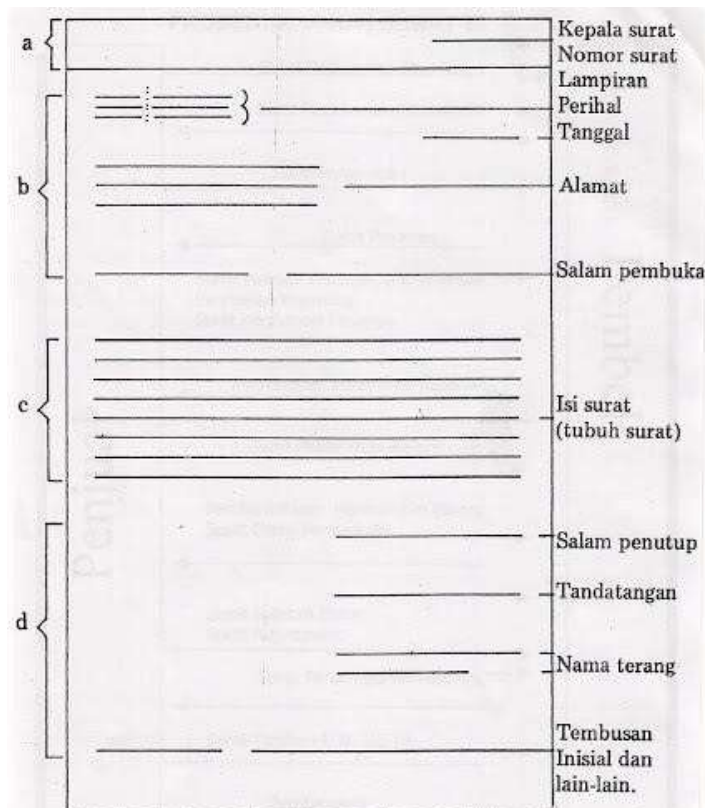 a
Kepala surat
Nomor surat
Lampiran
Perihal
Tanggal
b
Alamat
Salam pembuka
c
Isi surat
(tubuh surat)
Salam penutup
Tandatangan
d
Nama terang
Tembusan
Inisial dan
lain-lain.